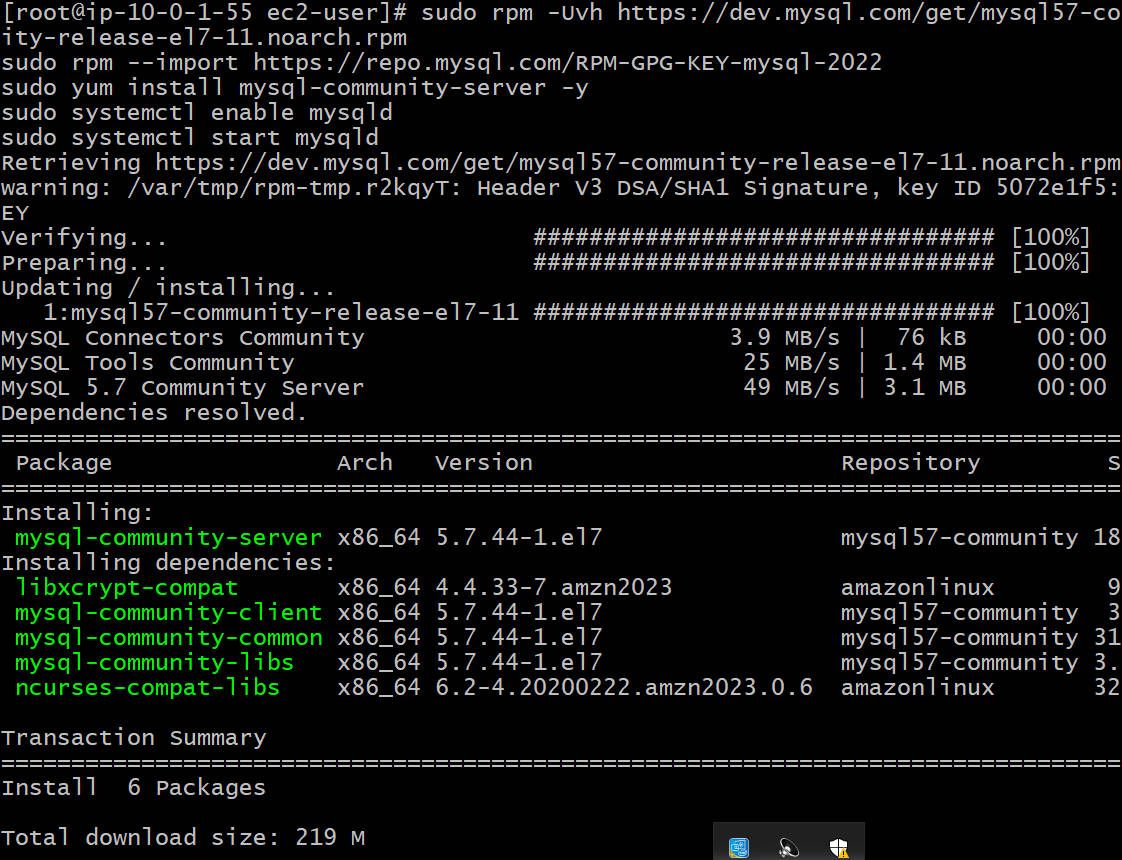 [root@ip-10-0-1-55 ec2-user]# sudo rpm -Uvh https://dev.mysql.com/get/mysql57-co
ity-release-el7-11.noarch.rpm
sudo rpm --import https://repo.mysql.com/RPM-GPG-KEY-mysql-2022
sudo yum install mysql-community-server -y
sudo systemctl enable mysqld
sudo systemctl start mysqld
Retrieving https://dev.mysql.com/get/mysql57-community-release-el7-11.noarch.rpm
warning: /var/tmp/rpm-tmp.r2kqyT: Header V3 DSA/SHA1 Signature, key ID 5072e1f5:
EY
Verifying... ################################# [100%]
Preparing... ################################# [100%]
Updating / installing...
1:mysql57-community-release-el7-11 ################################# [100%]
MySQL Connectors Community 3.9 MB/s | 76 kB 00:00
MySQL Tools Community 25 MB/s | 1.4 MB 00:00
MySQL 5.7 Community Server 49 MB/s | 3.1 MB 00:00
Dependencies resolved.
================================================================================
Package Arch Version Repository S
================================================================================
Installing:
mysql-community-server x86_64 5.7.44-1.el7 mysql57-community 18
Installing dependencies:
libxcrypt-compat x86_64 4.4.33-7.amzn2023 amazonlinux 9
mysql-community-client x86_64 5.7.44-1.el7 mysql57-community 3
mysql-community-common x86_64 5.7.44-1.el7 mysql57-community 31
mysql-community-libs x86_64 5.7.44-1.el7 mysql57-community 3.
ncurses-compat-libs x86_64 6.2-4.20200222.amzn2023.0.6 amazonlinux 32
Transaction Summary
================================================================================
Install 6 Packages
Total download size: 219 M